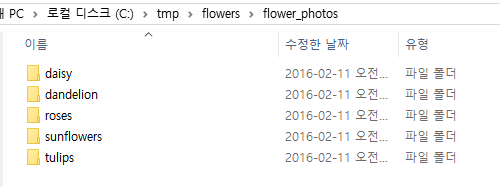 PC > 로컬 디스크 (C:) > tmp > flowers > flower_photos
이름 수정한 날짜 유형
daisy 2016-02-11 오전... 파일 폴더
dandelion 2016-02-11 오전... 파일 폴더
roses 2016-02-11 오전... 파일 폴더
sunflowers 2016-02-11 오전... 파일 폴더
tulips 2016-02-11 오전... 파일 폴더